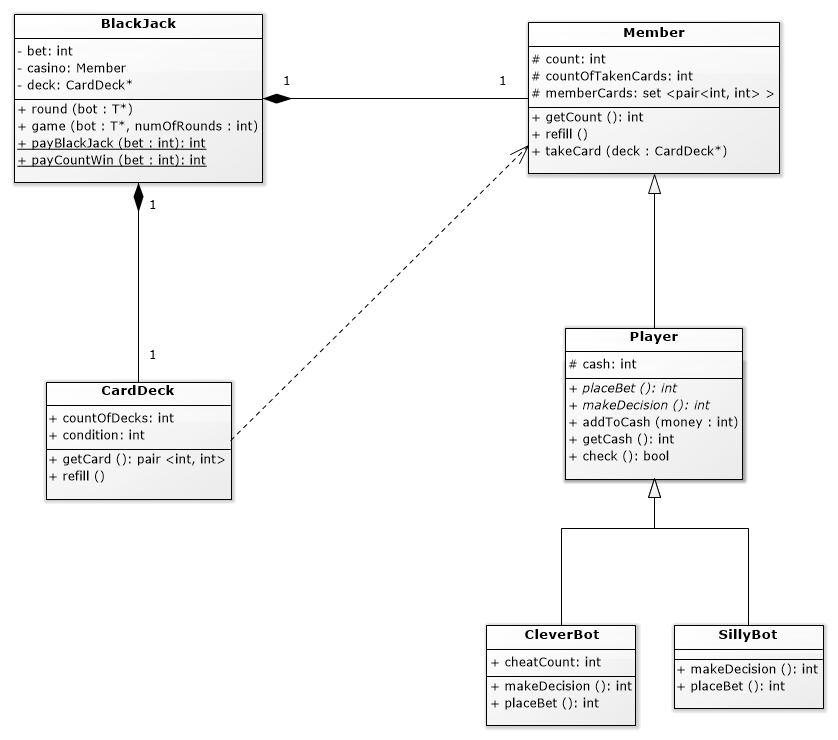 BlackJack
- bet: int
- casino: Member
- deck: CardDeck*
+ round (bot : T*)
+ game (bot : T*, numOfRounds : int)
+ payBlackJack (bet : int): int
+ payCountWin (bet : int): int
1
1
Member
# count: int
# countOfTakenCards: int
# memberCards: set <pair<int, int> >
+ getCount (): int
+ refill ()
+ takeCard (deck : CardDeck*)
1
1
CardDeck
+ countOfDecks: int
+ condition: int
+ getCard (): pair <int, int>
+ refill ()
Player
# cash: int
+ placeBet (): int
+ makeDecision (): int
+ addToCash (money : int)
+ getCash (): int
+ check (): bool
CleverBot
+ cheatCount: int
+ makeDecision (): int
+ placeBet (): int
SillyBot
+ makeDecision (): int
+ placeBet (): int